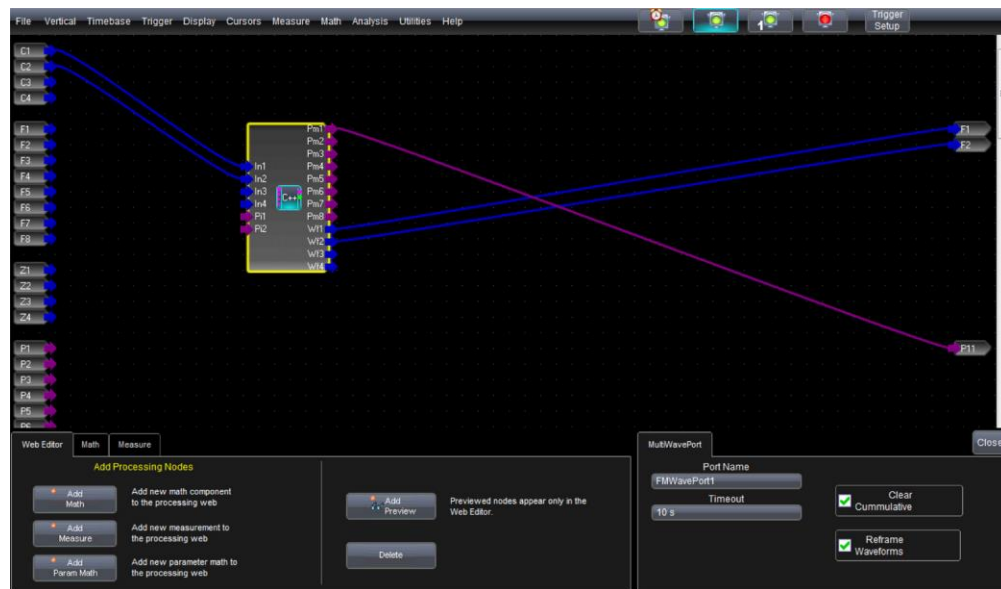 File Vertical Timebase Trigger Display Cursors Measure Math Analysis Utilities Help
1
Trigger
Setup
C1
C2
C3
C4
F1
F2
F3
F4
F5
F6
F7
F8
Z1
Z2
Z3
Z4
P1
P2
P3
P4
P5
P6
In1
In2
In3
In4
Pi1
Pi2
C++
Pm1
Pm2
Pm3
Pm4
Pm5
Pm6
Pm7
Pm8
Wf1
Wf2
Wf3
Wf4
F1
F2
P11
Web Editor Math Measure
Add Processing Nodes
Add
Math
Add new math component
to the processing web
Add
Measure
Add new measurement to
the processing web
Add
Param Math
Add new parameter math to
the processing web
Add
Preview
Previewed nodes appear only in the
Web Editor.
Delete
MultiWavePort
Close
Port Name
FMWavePort1
Timeout
10 s
Clear
Cummulative
Reframe
Waveforms